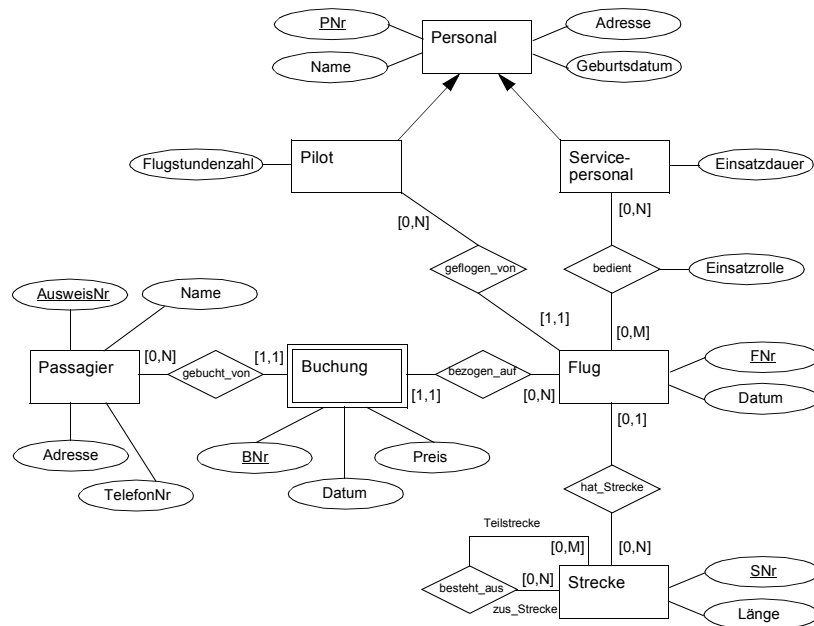 PNr
Personal
Adresse
Name
Geburtsdatum
Flugstundenzahl
Pilot
Service-
personal
Einsatzdauer
[0,N]
[0,N]
geflogen_von
bedient
Einsatzrolle
AusweisNr
Name
[1,1]
[0,M]
Passagier
[0,N]
gebucht_von
[1,1]
Buchung
[1,1]
bezogen_auf
[0,N]
Flug
FNr
Datum
[0,1]
Adresse
TelefonNr
BNr
Datum
Preis
hat_Strecke
Teilstrecke
[0,M]
[0,N]
besteht_aus
[0,N]
zus_Strecke
Strecke
SNr
Länge